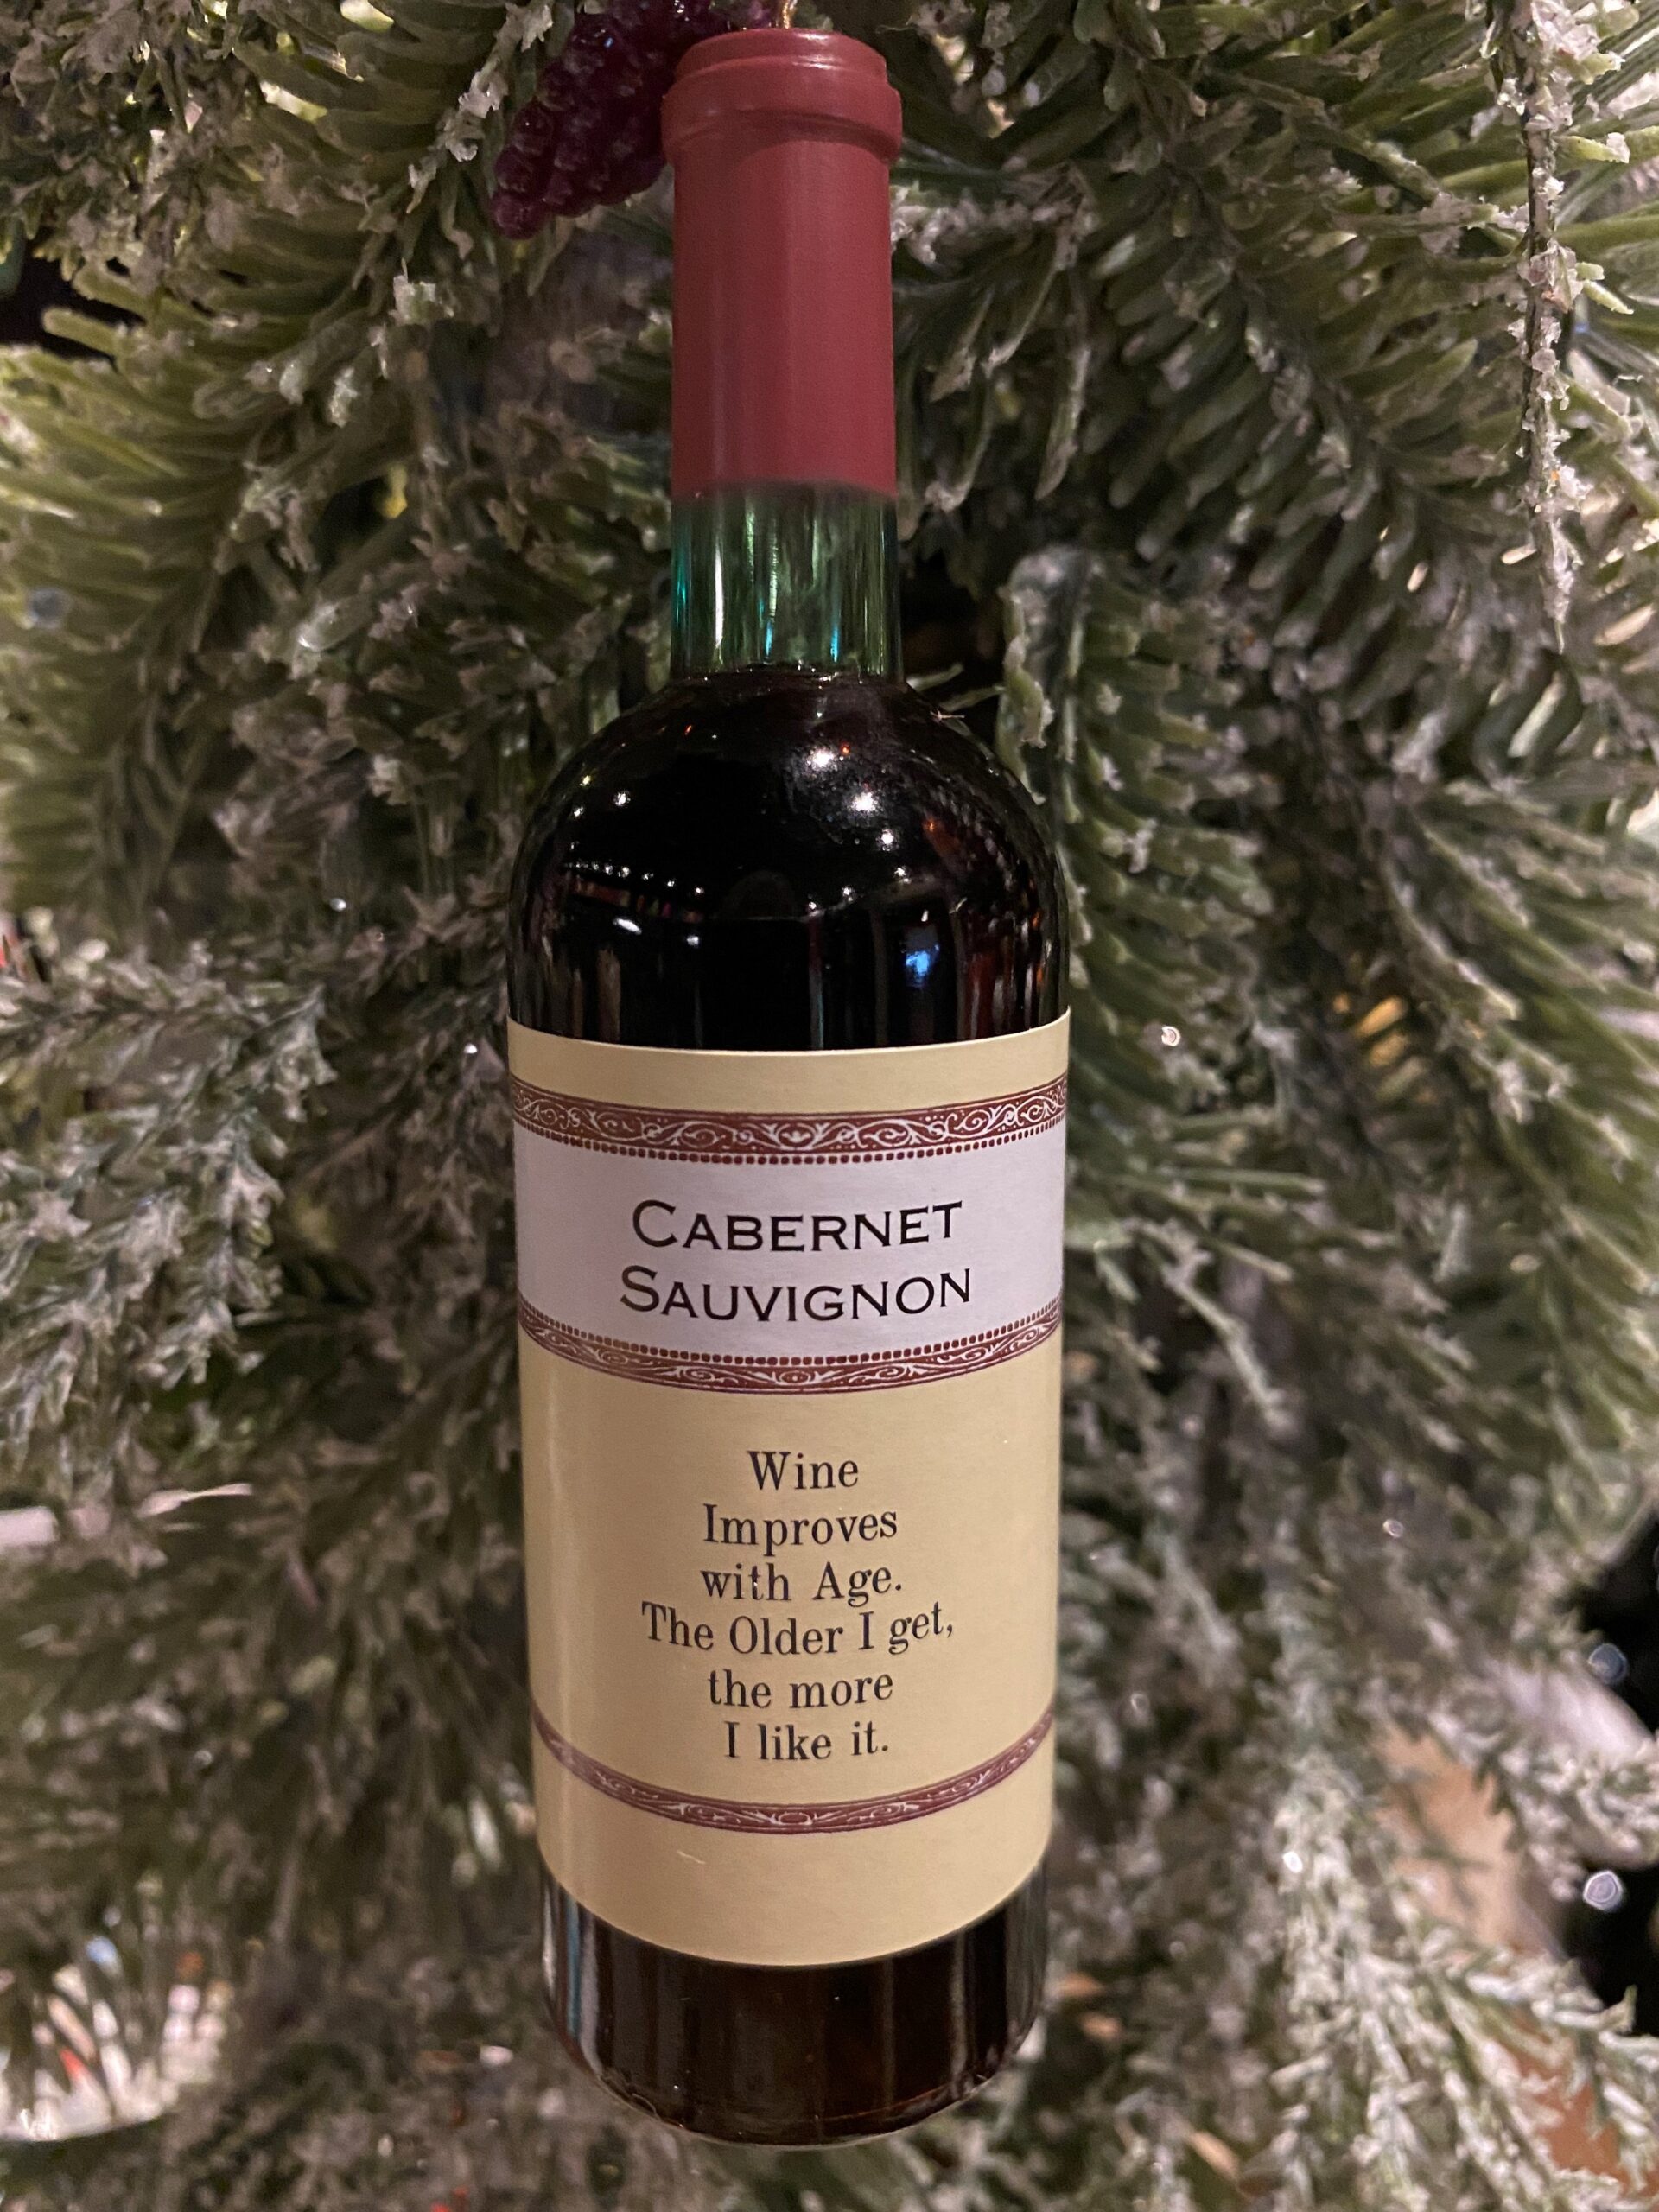 CABERNET
SAUVIGNON
Wine
Improves
with Age.
The Older I get,
the more
I like it.